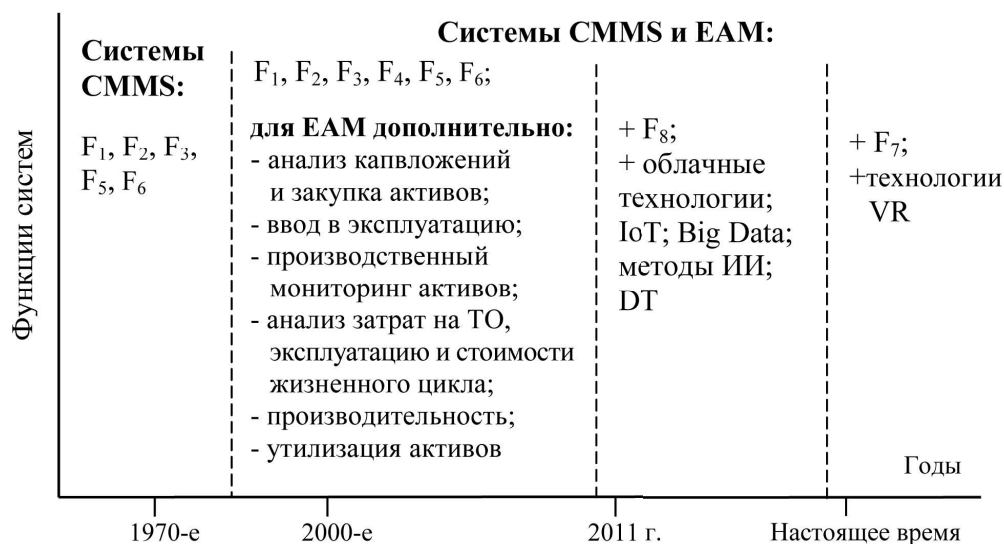 Системы CMMS и EAM:
Системы
CMMS:
F₁, F₂, F₃,
F₅, F₆
F₁, F₂, F₃, F₄, F₅, F₆;
для EAM дополнительно:
- анализ капвложений
и закупка активов;
- ввод в эксплуатацию;
- производственный
мониторинг активов;
- анализ затрат на ТО,
эксплуатацию и стоимости
жизненного цикла;
- производительность;
- утилизация активов
+ F₈;
+ облачные
технологии;
IoT; Big Data;
методы ИИ;
DT
+ F₇;
+технологии
VR
Функции систем
Годы
1970-е
2000-е
2011 г.
Настоящее время